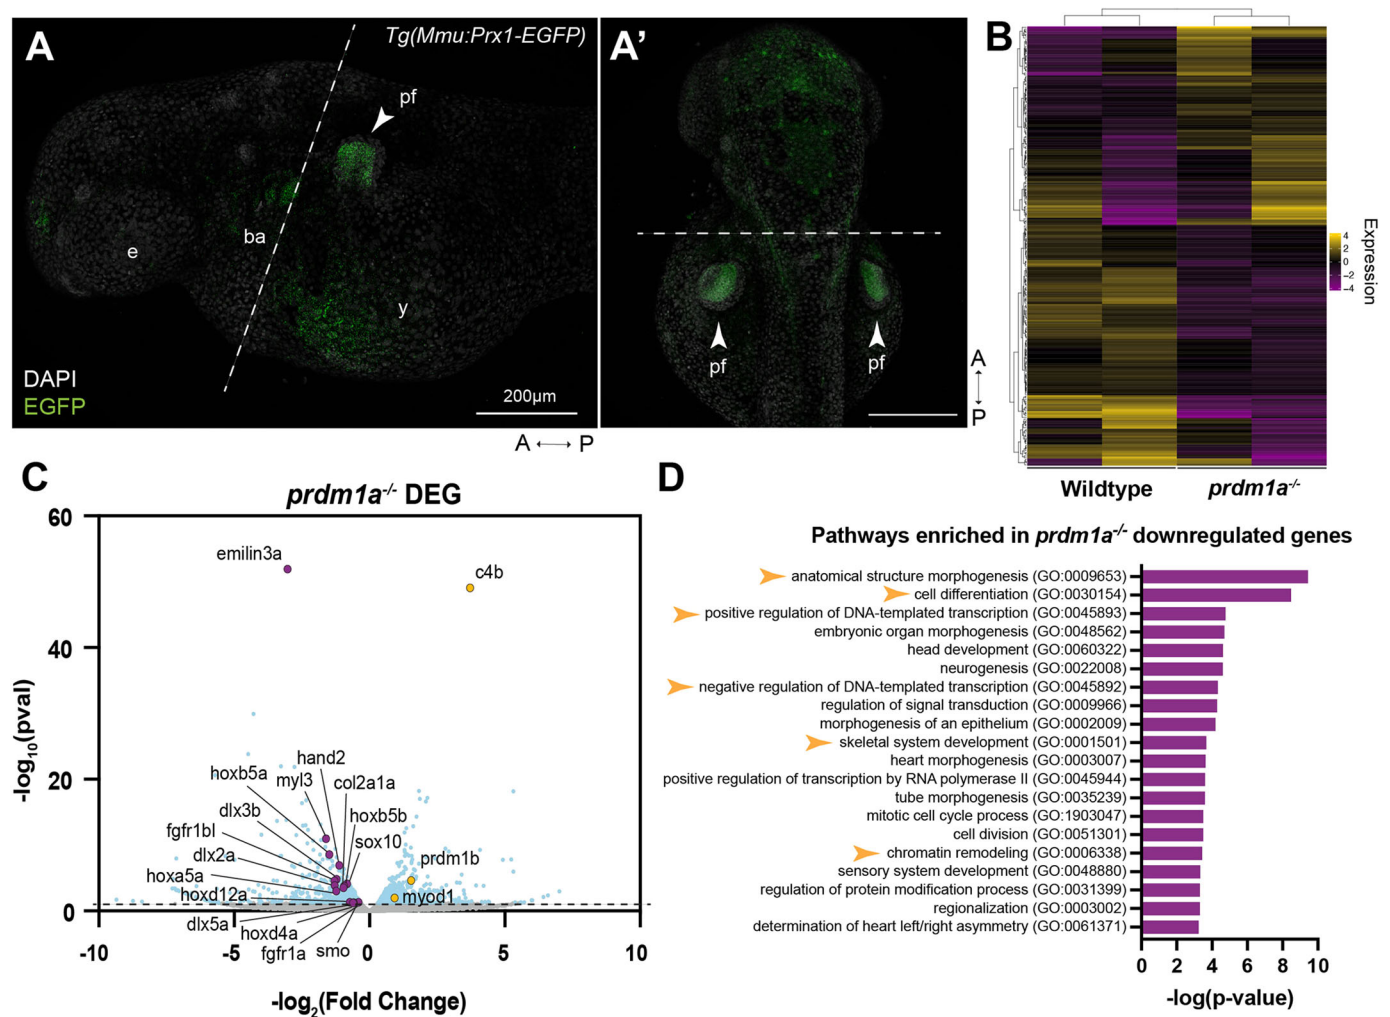 A
Tg(Mmu:Prx1-EGFP)
pf
ba
e
y
DAPI
EGFP
200µm
A P
A'
pf
pf
A
P
B
4
2
0
-2
-4
Expression
Wildtype
prdm1a-/-
C
prdm1a-/- DEG
60
40
20
0
-log10(pval)
emilin3a
c4b
hand2
hoxb5a
myl3
col2a1a
dlx3b
hoxb5b
fgfr1bl
sox10
dlx2a
prdm1b
hoxa5a
hoxd12a
myod1
dlx5a
hoxd4a
fgfr1a
smo
-10 -5 0 5 10
-log2(Fold Change)
D
Pathways enriched in prdm1a-/- downregulated genes
anatomical structure morphogenesis (GO:0009653)
cell differentiation (GO:0030154)
positive regulation of DNA-templated transcription (GO:0045893)
embryonic organ morphogenesis (GO:0048562)
head development (GO:0060322)
neurogenesis (GO:0022008)
negative regulation of DNA-templated transcription (GO:0045892)
regulation of signal transduction (GO:0009966)
morphogenesis of an epithelium (GO:0002009)
skeletal system development (GO:0001501)
heart morphogenesis (GO:0003007)
positive regulation of transcription by RNA polymerase II (GO:0045944)
tube morphogenesis (GO:0035239)
mitotic cell cycle process (GO:1903047)
cell division (GO:0051301)
chromatin remodeling (GO:0006338)
sensory system development (GO:0048880)
regulation of protein modification process (GO:0031399)
regionalization (GO:0003002)
determination of heart left/right asymmetry (GO:0061371)
0 2 4 6 8 10
-log(p-value)